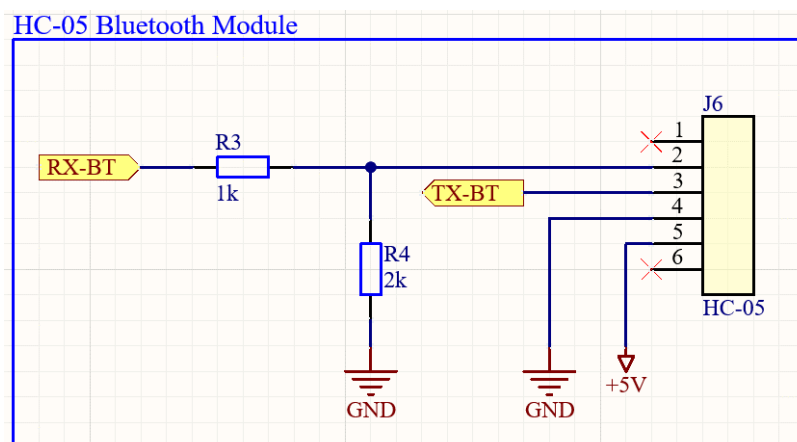 HC-05 Bluetooth Module
J6
R3
1
RX-BT
2
1k
3
TX-BT
4
5
R4
6
2k
HC-05
+5V
GND
GND